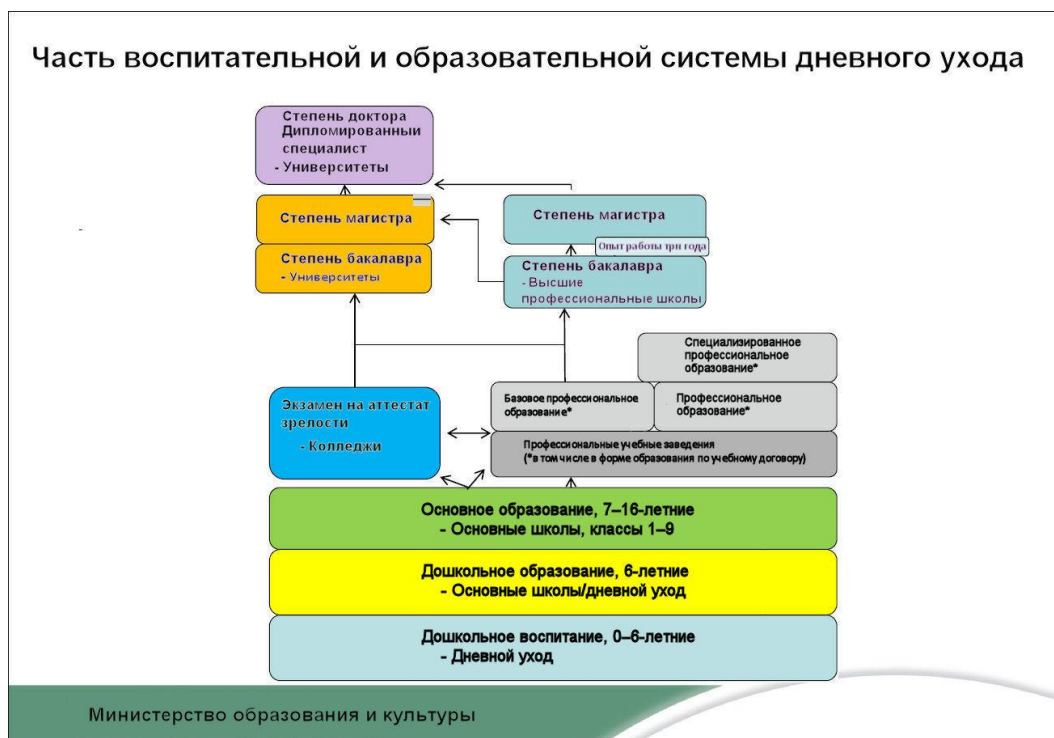 Часть воспитательной и образовательной системы дневного ухода
Степень доктора
Дипломированный
специалист
- Университеты
Степень магистра
Степень бакалавра
- Университеты
Степень магистра
Опыт работы три года
Степень бакалавра
- Высшие
профессиональные школы
Специализированное
профессиональное
образование*
Экзамен на аттестат
зрелости
- Колледжи
Базовое профессиональное
образование*
Профессиональное
образование*
Профессиональные учебные заведения
(*в том числе в форме образования по учебному договору)
Основное образование, 7–16-летние
- Основные школы, классы 1–9
Дошкольное образование, 6-летние
- Основные школы/дневной уход
Дошкольное воспитание, 0–6-летние
- Дневной уход
Министерство образования и культуры